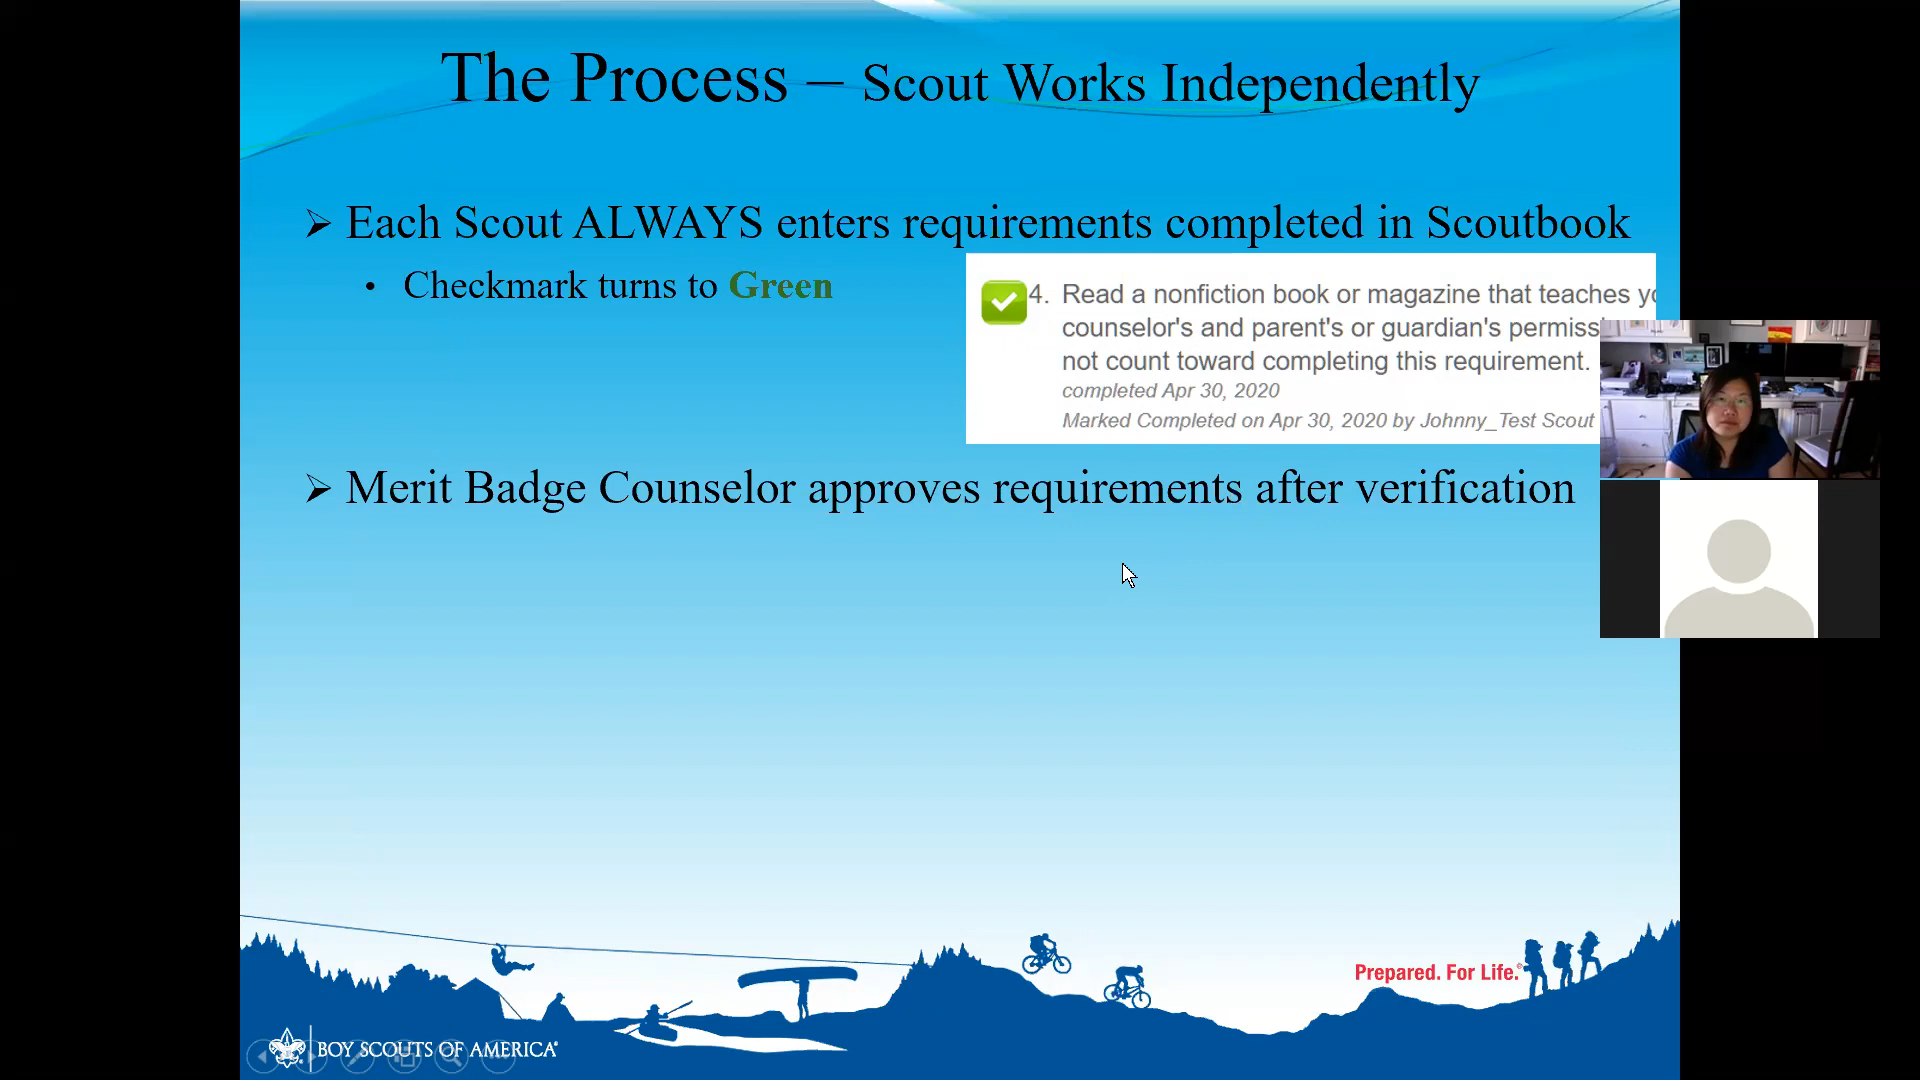 The Process – Scout Works Independently
Each Scout ALWAYS enters requirements completed in Scoutbook
Checkmark turns to Green
4. Read a nonfiction book or magazine that teaches
counselor's and parent's or guardian's
not count toward completing this requirement.
completed Apr 30, 2020
Marked Completed on Apr 30, 2020 by Johnny_Test Scout
Merit Badge Counselor approves requirements after verification
Prepared. For Life.®
BOY SCOUTS OF AMERICA®